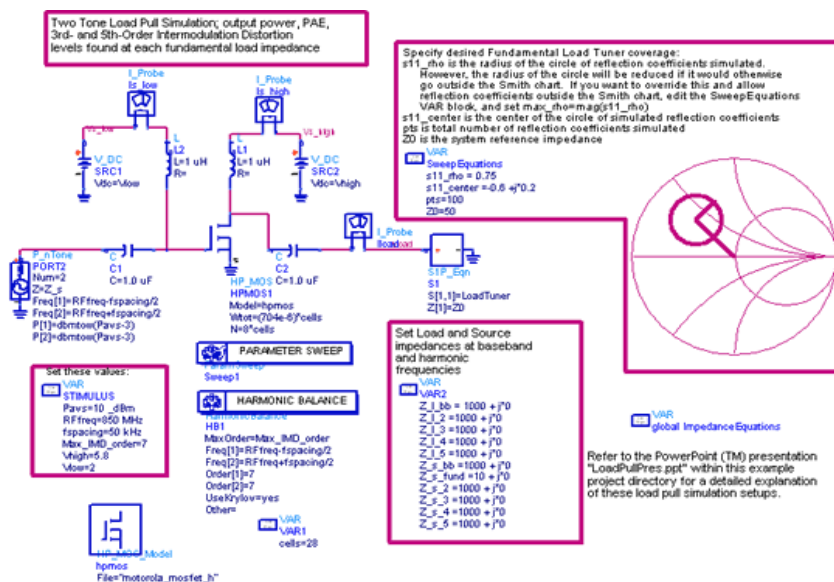 Two Tone Load Pull Simulation; output power, PAE,
3rd- and 5th-Order Intermodulation Distortion
levels found at each fundamental load impedance
Specify desired Fundamental Load Tuner coverage:
s11_rho is the radius of the circle of reflection coefficients simulated.
However, the radius of the circle will be reduced if it would otherwise
go outside the Smith chart. If you want to override this and allow
reflection coefficients outside the Smith chart, edit the SweepEquations
VAR block, and set max_rho=mag(s11_rho)
s11_center is the center of the circle of simulated reflection coefficients
pts is total number of reflection coefficients simulated
Z0 is the system reference impedance
VAR
SweepEquations
s11_rho = 0.75
s11_center =-0.6 +j*0.2
pts=100
Z0=50
I_Probe
Is_low
I_Probe
Is_high
Vs_low
Vs_high
V_DC
SRC1
Vdc=Vlow
L
L2
L=1 uH
R=
L
L1
L=1 uH
R=
V_DC
SRC2
Vdc=Vhigh
I_Probe
Iload
P_nTone
PORT2
Num=2
Z=Z_s
Freq[1]=RFfreq-fspacing/2
Freq[2]=RFfreq+fspacing/2
P[1]=dbmtow(Pavs-3)
P[2]=dbmtow(Pavs-3)
C
C1
C=1.0 uF
HP_MOS
HPMOS1
Model=hpmos
Wtot=(704e-6)*cells
N=8*cells
C
C2
C=1.0 uF
S1P_Eqn
S1
S[1,1]=LoadTuner
Z[1]=Z0
PARAMETER SWEEP
ParamSweep
Sweep1
HARMONIC BALANCE
HarmonicBalance
HB1
MaxOrder=Max_IMD_order
Freq[1]=RFfreq-fspacing/2
Freq[2]=RFfreq+fspacing/2
Order[1]=7
Order[2]=7
UseKrylov=yes
Other=
VAR
VAR1
cells=28
Set these values:
VAR
STIMULUS
Pavs=10 _dBm
RFfreq=850 MHz
fspacing=50 kHz
Max_IMD_order=7
Vhigh=5.8
Vlow=2
HP_MOS_Model
hpmos
File="motorola_mosfet_h"
Set Load and Source
impedances at baseband
and harmonic
frequencies
VAR
VAR2
Z_l_bb = 1000 + j*0
Z_l_2 =1000 + j*0
Z_l_3 =1000 + j*0
Z_l_4 =1000 + j*0
Z_l_5 =1000 + j*0
Z_s_bb =1000 + j*0
Z_s_fund =10 + j*0
Z_s_2 =1000 + j*0
Z_s_3 =1000 + j*0
Z_s_4 =1000 + j*0
Z_s_5 =1000 + j*0
VAR
global ImpedanceEquations
Refer to the PowerPoint (TM) presentation
"LoadPullPres.ppt" within this example
project directory for a detailed explanation
of these load pull simulation setups.